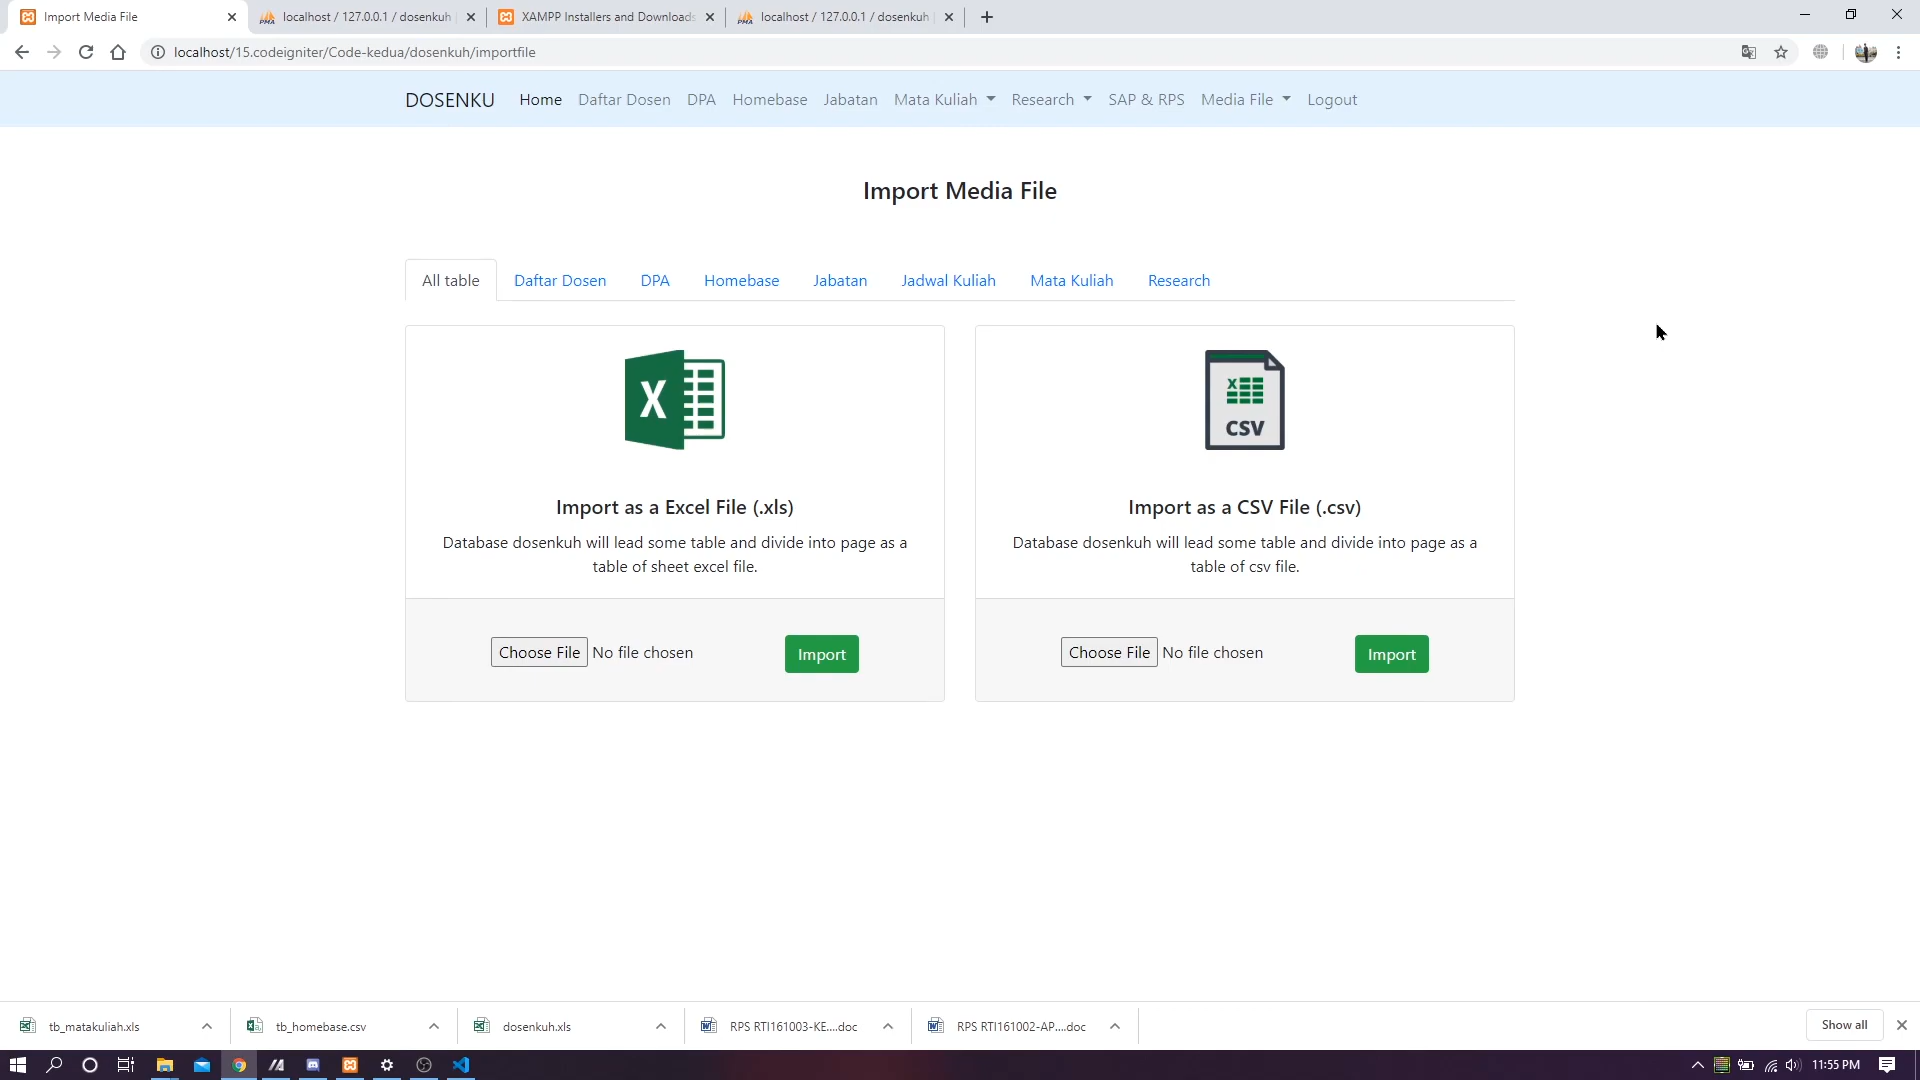 Import Media File
localhost / 127.0.0.1 / dosenkuh
XAMPP Installers and Downloads
localhost / 127.0.0.1 / dosenkuh
localhost/15.codeigniter/Code-kedua/dosenkuh/importfile
DOSENKU Home Daftar Dosen DPA Homebase Jabatan Mata Kuliah Research SAP & RPS Media File Logout
Import Media File
All table Daftar Dosen DPA Homebase Jabatan Jadwal Kuliah Mata Kuliah Research
X
X
CSV
Import as a Excel File (.xls)
Database dosenkuh will lead some table and divide into page as a
table of sheet excel file.
Choose File No file chosen Import
Import as a CSV File (.csv)
Database dosenkuh will lead some table and divide into page as a
table of csv file.
Choose File No file chosen Import
tb_matakuliah.xls
tb_homebase.csv
dosenkuh.xls
RPS RTI161003-KE....doc
RPS RTI161002-AP....doc
Show all
11:55 PM